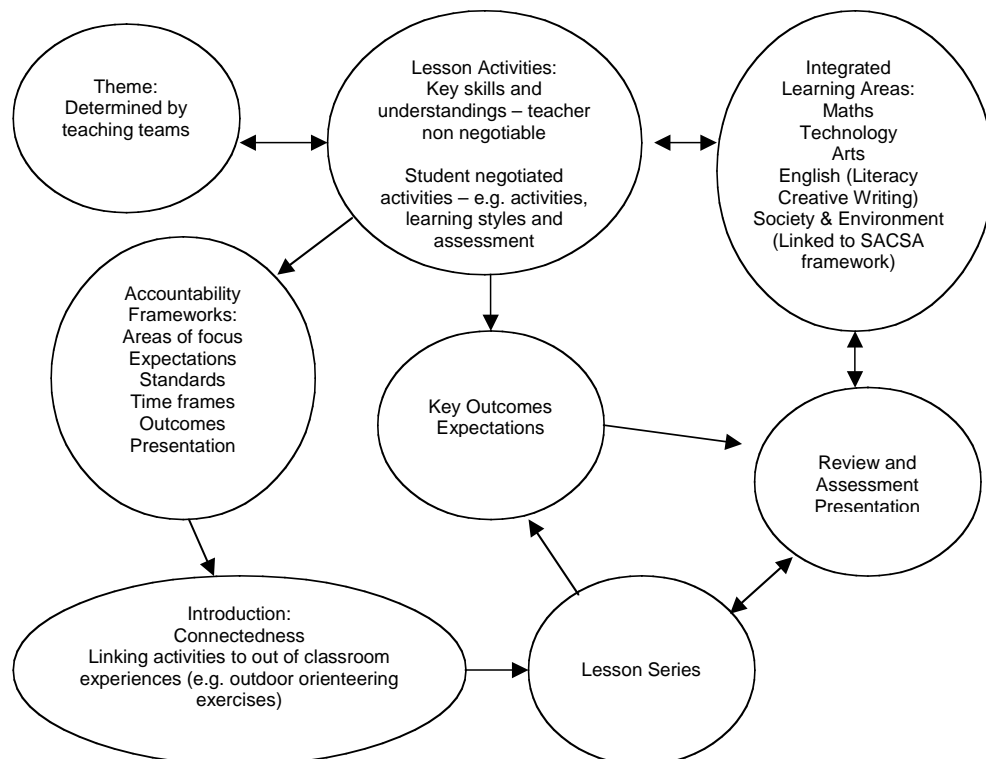 Theme:
Determined by
teaching teams
Lesson Activities:
Key skills and
understandings – teacher
non negotiable
Student negotiated
activities – e.g. activities,
learning styles and
assessment
Integrated
Learning Areas:
Maths
Technology
Arts
English (Literacy
Creative Writing)
Society & Environment
(Linked to SACSA
framework)
Accountability
Frameworks:
Areas of focus
Expectations
Standards
Time frames
Outcomes
Presentation
Key Outcomes
Expectations
Review and
Assessment
Presentation
Introduction:
Connectedness
Linking activities to out of classroom
experiences (e.g. outdoor orienteering
exercises)
Lesson Series